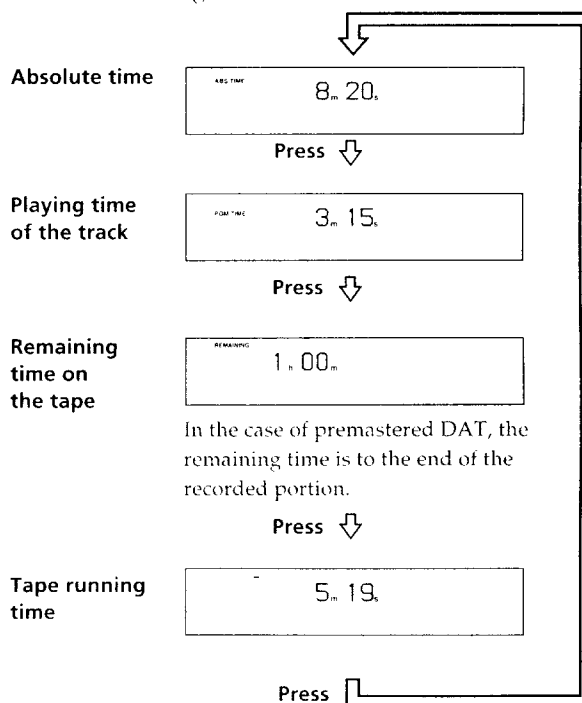 Absolute time
ABS TIME
8m 20s
Press
Playing time
of the track
PGM TIME
3m 15s
Press
Remaining
time on
the tape
REMAINING
1h 00m
In the case of premastered DAT, the
remaining time is to the end of the
recorded portion.
Press
Tape running
time
5m 19s
Press